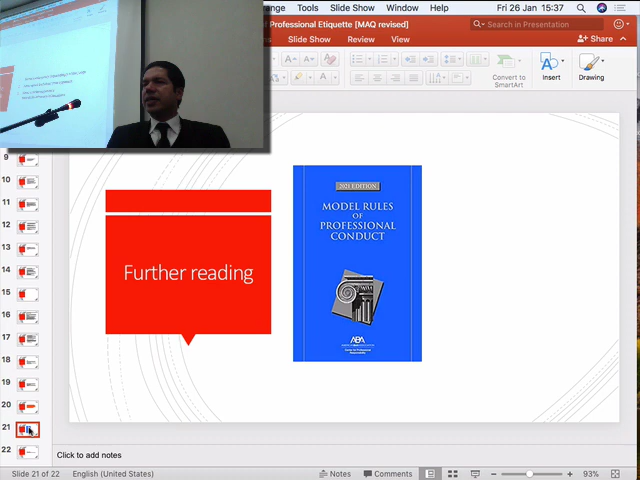 ange Tools Slide Show Window Help Fri 26 Jan 15:37
f Professional Etiquette [MAQ revised]
Search in Presentation
Slide Show Review View
Share
Convert to
SmartArt
Insert
Drawing
9
10
11
12
13
14
15
16
17
18
19
20
21
22
Further reading
2021 EDITION
MODEL RULES
OF
PROFESSIONAL
CONDUCT
ABA
Click to add notes
Slide 21 of 22 English (United States) Notes Comments 93%